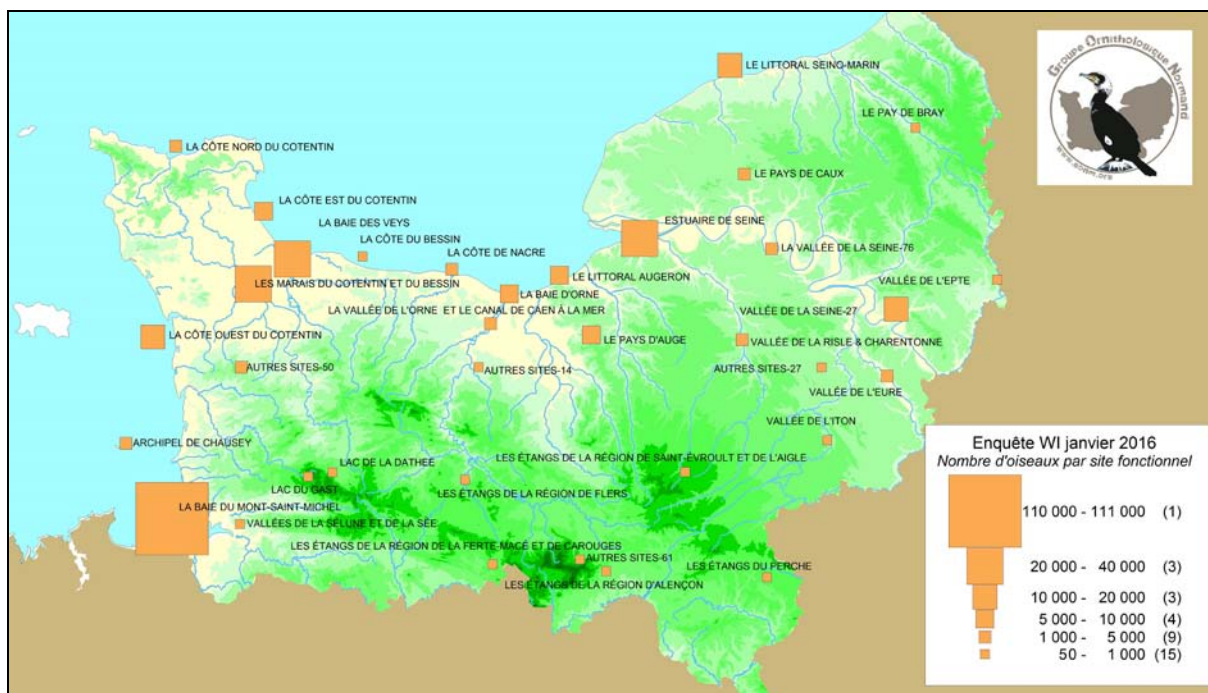 Groupe Ornithologique Normand
www.gonm.org
LE LITTORAL SEINO-MARIN
LE PAY DE BRAY
LA CÔTE NORD DU COTENTIN
LE PAYS DE CAUX
LA CÔTE EST DU COTENTIN
LA BAIE DES VEYS
ESTUAIRE DE SEINE
LA CÔTE DU BESSIN
LA VALLÉE DE LA SEINE-76
LA CÔTE DE NACRE
LE LITTORAL AUGERON
LES MARAIS DU COTENTIN ET DU BESSIN
VALLÉE DE L'EPTE
LA BAIE D'ORNE
LA VALLÉE DE L'ORNE ET LE CANAL DE CAEN À LA MER
VALLÉE DE LA SEINE-27
LA CÔTE OUEST DU COTENTIN
LE PAYS D'AUGE
VALLÉE DE LA RISLE & CHARENTONNE
AUTRES SITES-50
AUTRES SITES-14
AUTRES SITES-27
VALLÉE DE L'EURE
VALLÉE DE L'ITON
ARCHIPEL DE CHAUSEY
LES ÉTANGS DE LA RÉGION DE SAINT-ÉVROULT ET DE L'AIGLE
LAC DE LA DATHÉE
LAC DU GAST
LES ÉTANGS DE LA RÉGION DE FLERS
LA BAIE DU MONT-SAINT-MICHEL
VALLÉES DE LA SÉLUNE ET DE LA SÉE
LES ÉTANGS DE LA RÉGION DE LA FERTE-MACÉ ET DE CAROUGES
AUTRES SITES-61
LES ÉTANGS DU PERCHE
LES ÉTANGS DE LA RÉGION D'ALENÇON
Enquête WI janvier 2016
Nombre d'oiseaux par site fonctionnel
110 000 - 111 000 (1)
20 000 - 40 000 (3)
10 000 - 20 000 (3)
5 000 - 10 000 (4)
1 000 - 5 000 (9)
50 - 1 000 (15)